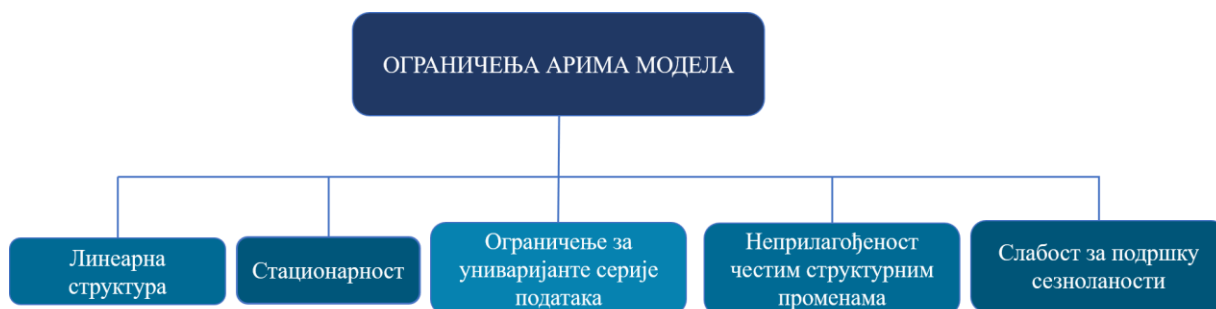 ОГРАНИЧЕЊА АРИМА МОДЕЛА
Линеарна
структура
Стационарност
Ограничење за
униваријанте серије
података
Неприлагођеност
честим структурним
променама
Слабост за подршку
сезноланости